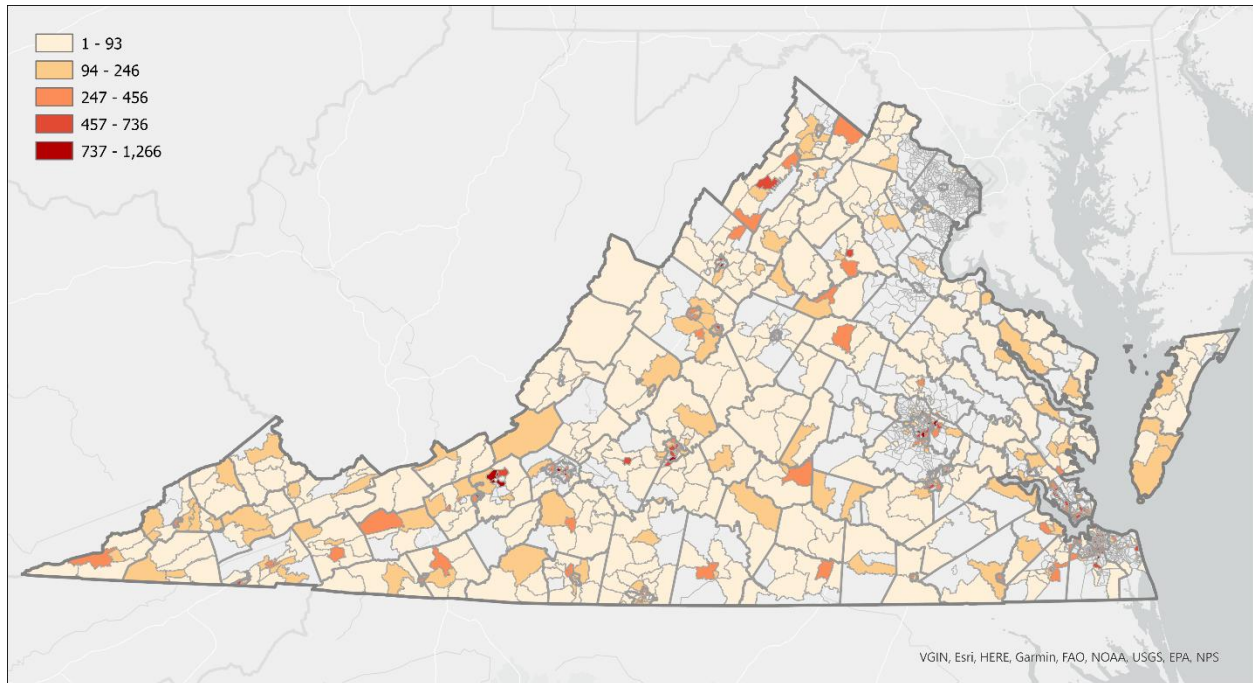 1 - 93
94 - 246
247 - 456
457 - 736
737 - 1,266
VGIN, Esri, HERE, Garmin, FAO, NOAA, USGS, EPA, NPS